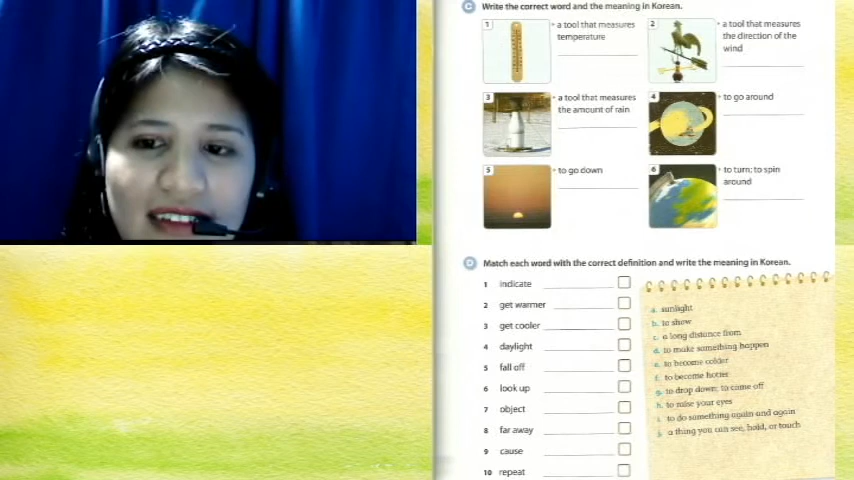 C Write the correct word and the meaning in Korean.
1
a tool that measures
temperature
2
a tool that measures
the direction of the
wind
3
a tool that measures
the amount of rain
4
to go around
5
to go down
6
to turn; to spin
around
D Match each word with the correct definition and write the meaning in Korean.
1 indicate
2 get warmer
3 get cooler
4 daylight
5 fall off
6 look up
7 object
8 far away
9 cause
10 repeat
a. sunlight
b. to show
c. a long distance from
d. to make something happen
e. to become colder
f. to become hotter
g. to drop down; to come off
h. to raise your eyes
i. to do something again and again
j. a thing you can see, hold, or touch